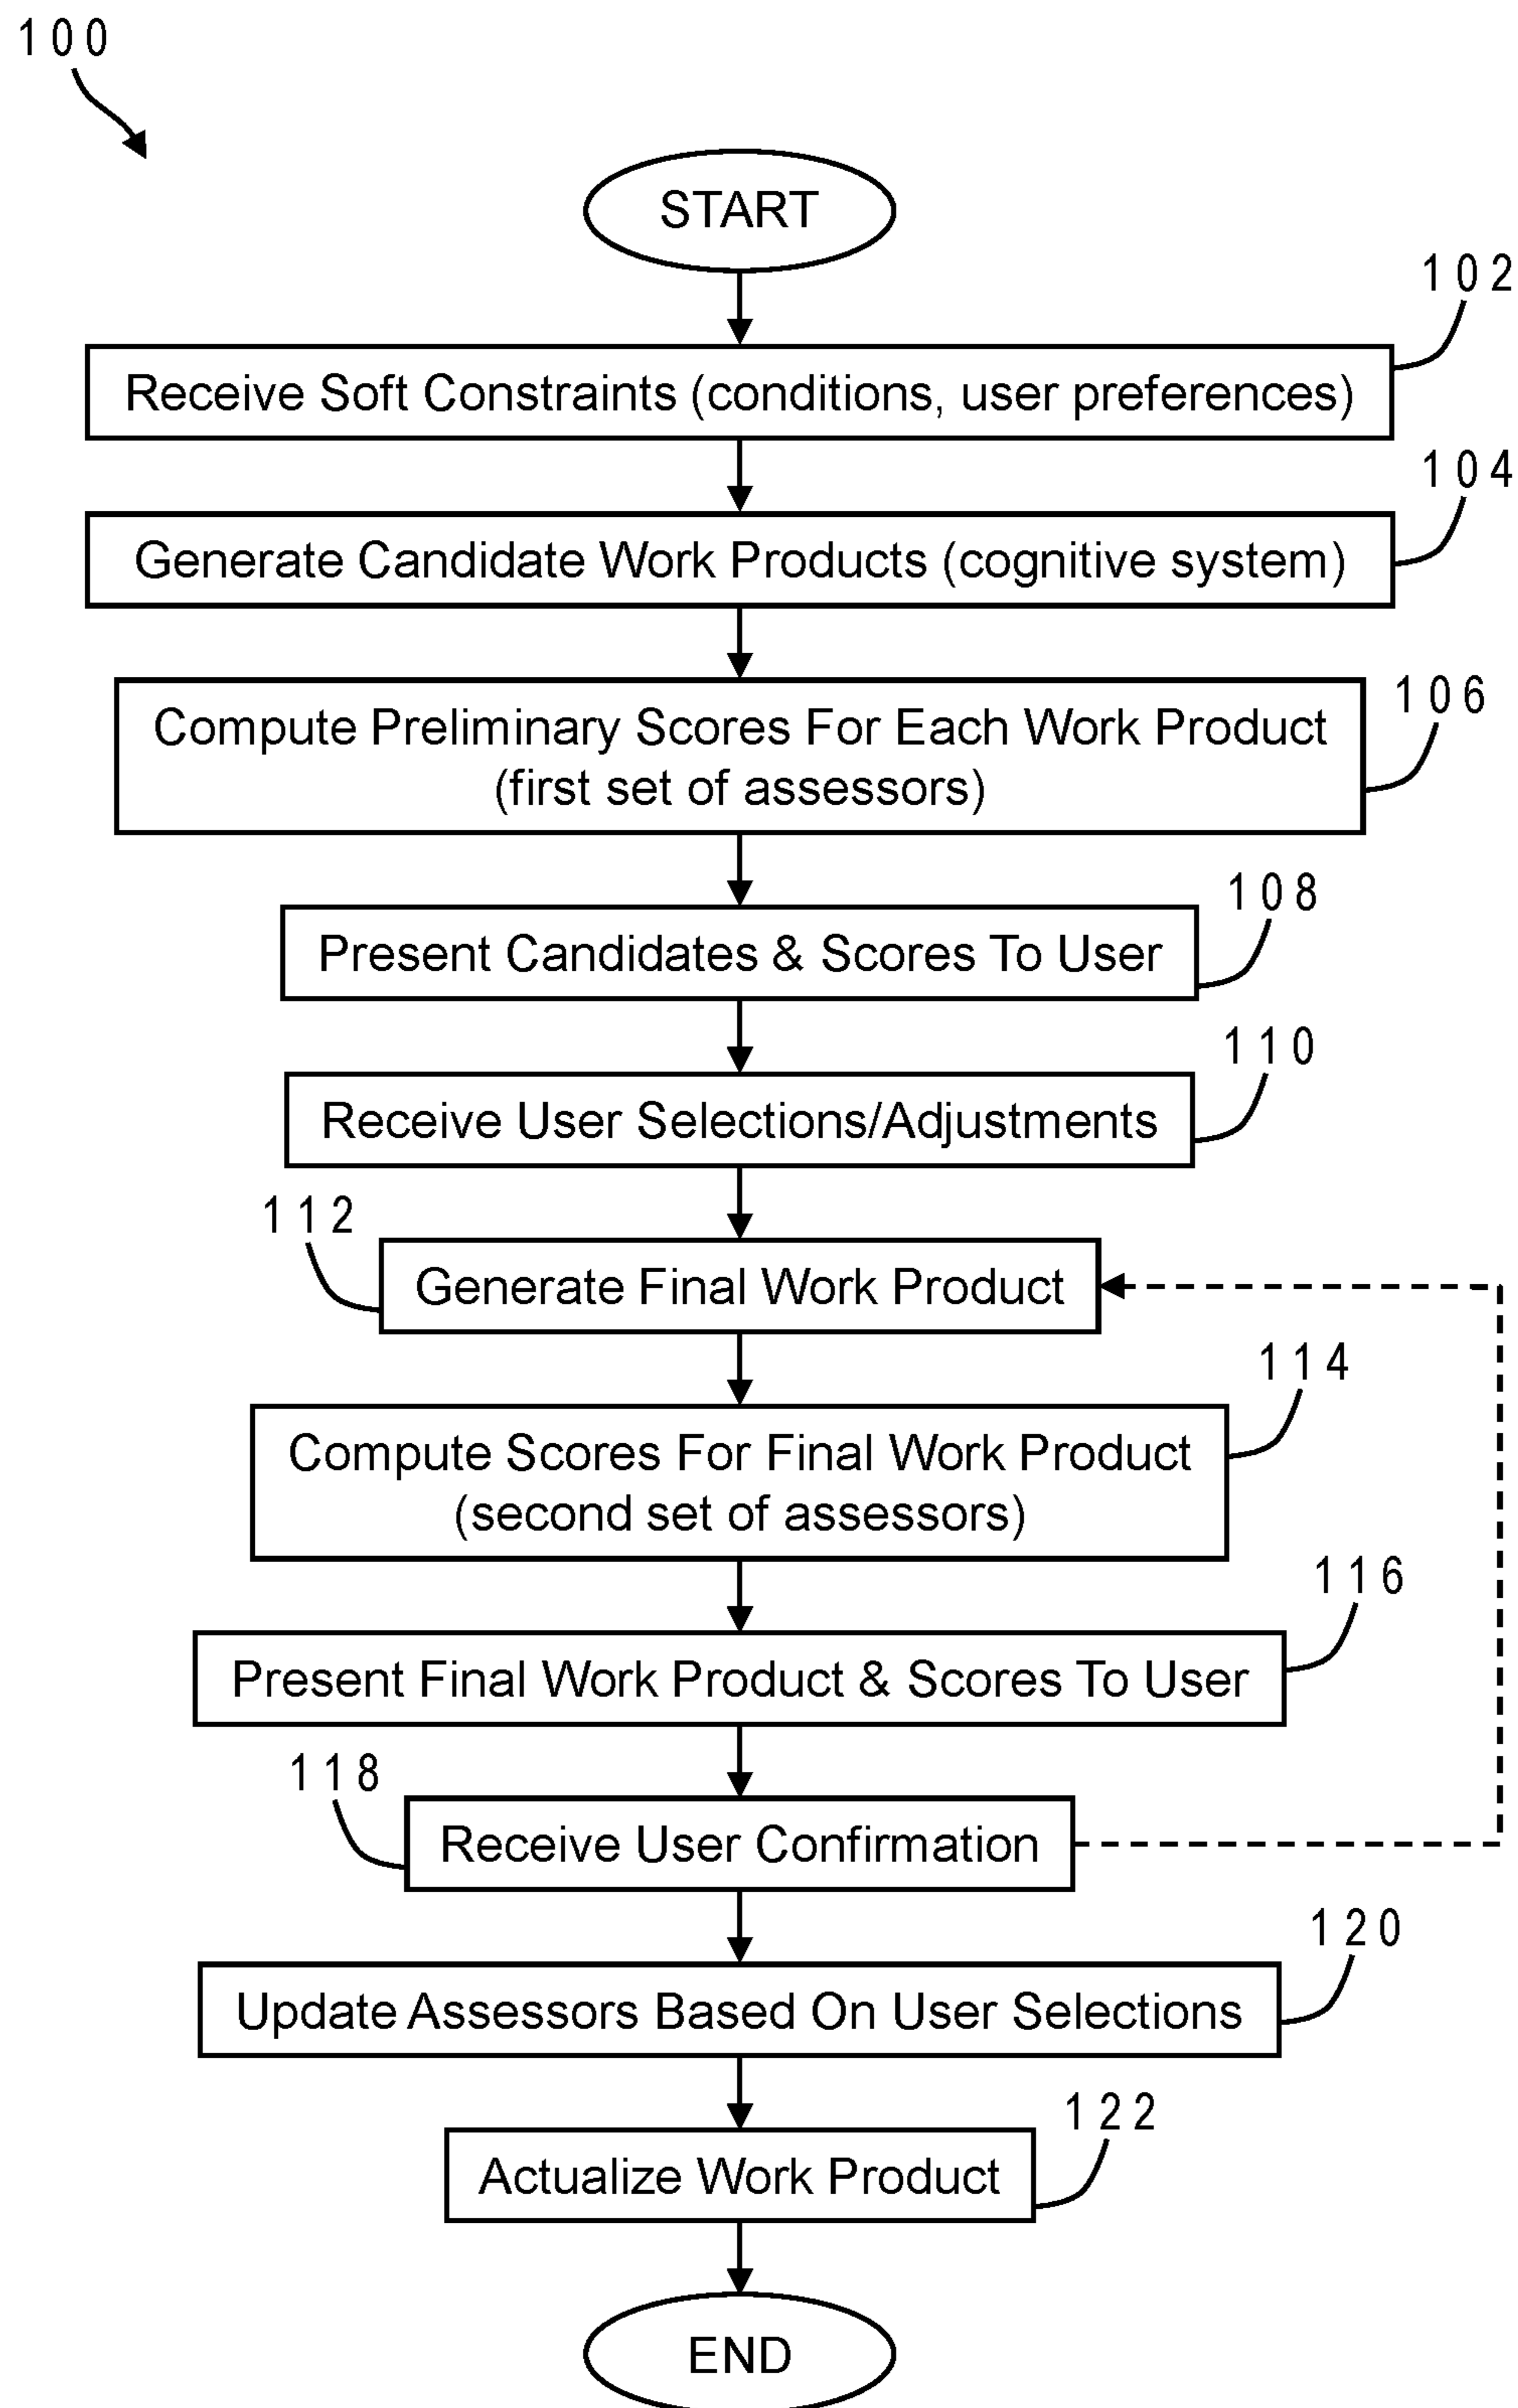 100
START
102
Receive Soft Constraints (conditions, user preferences)
104
Generate Candidate Work Products (cognitive system)
106
Compute Preliminary Scores For Each Work Product
(first set of assessors)
108
Present Candidates & Scores To User
110
Receive User Selections/Adjustments
112
Generate Final Work Product
114
Compute Scores For Final Work Product
(second set of assessors)
116
Present Final Work Product & Scores To User
118
Receive User Confirmation
120
Update Assessors Based On User Selections
122
Actualize Work Product
END